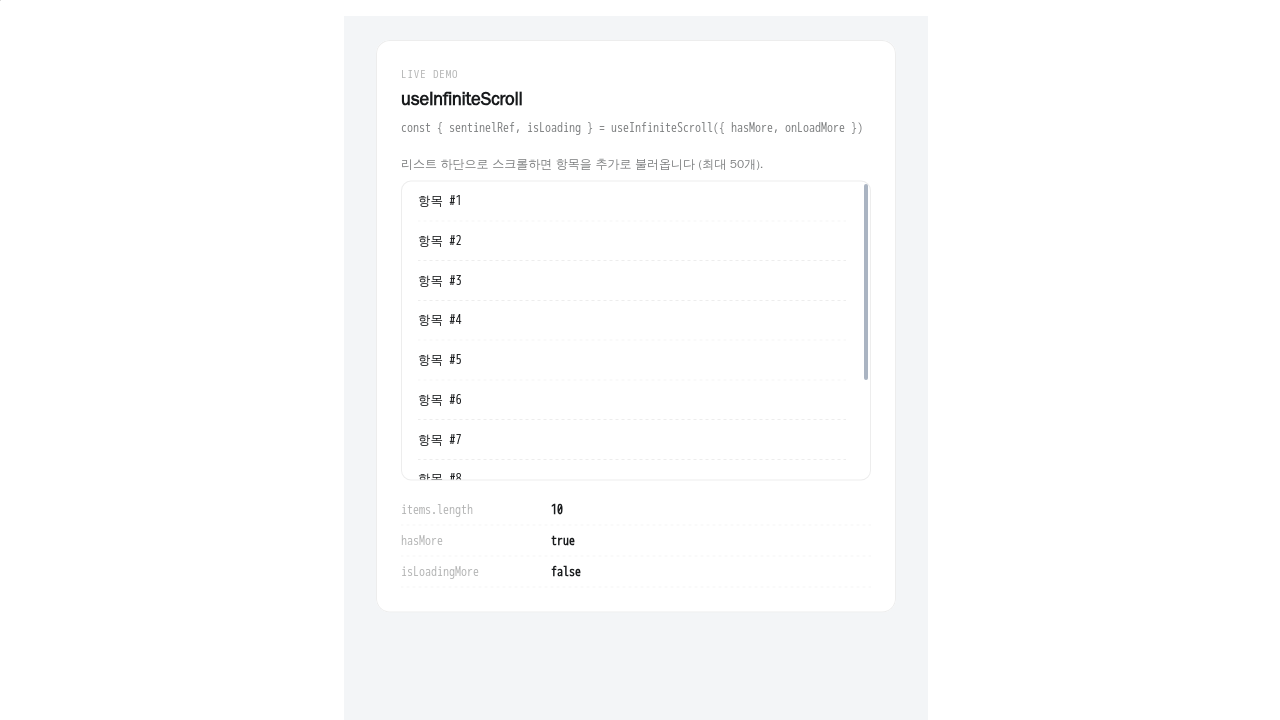 LIVE DEMO
useInfiniteScroll
const { sentinelRef, isLoading } = useInfiniteScroll({ hasMore, onLoadMore })
리스트 하단으로 스크롤하면 항목을 추가로 불러옵니다 (최대 50개).
항목 #1
항목 #2
항목 #3
항목 #4
항목 #5
항목 #6
항목 #7
항목 #8
items.length 10
hasMore true
isLoadingMore false